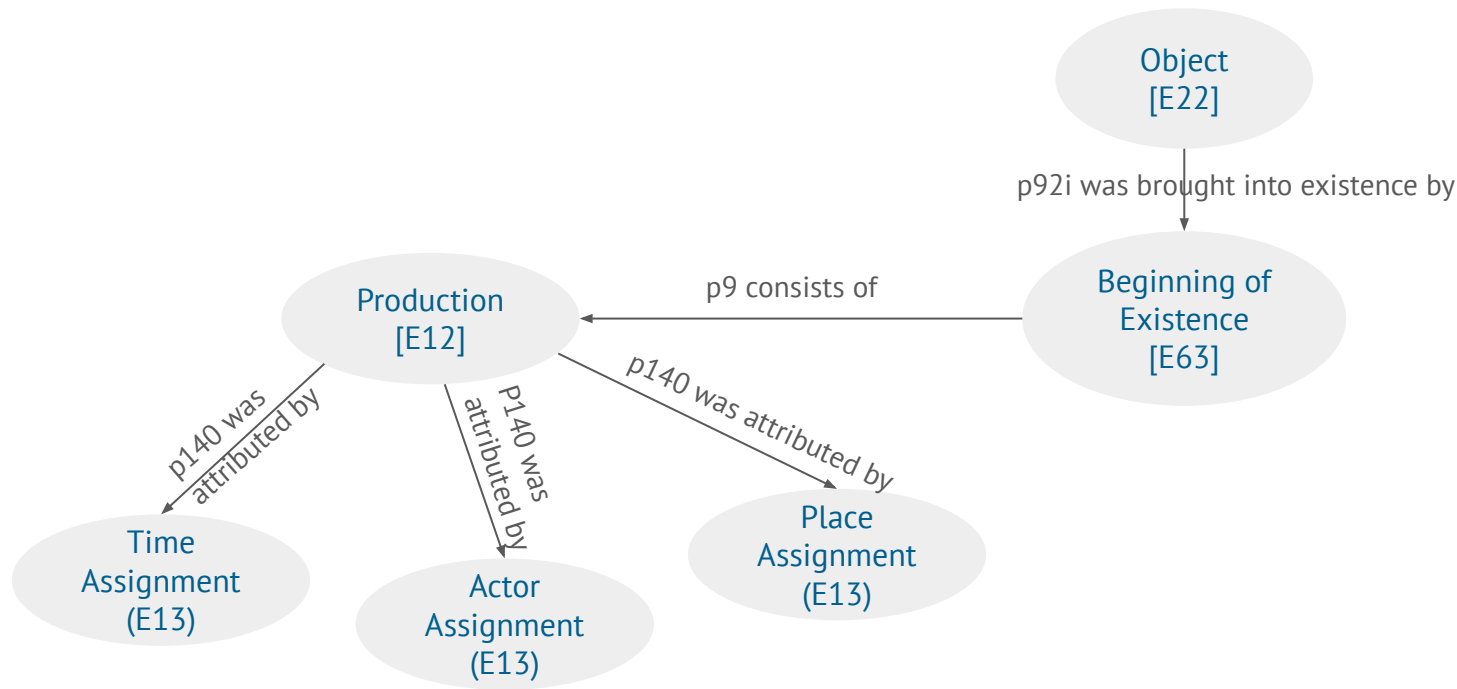 Object
[E22]
p92i was brought into existence by
Beginning of
Existence
[E63]
p9 consists of
Production
[E12]
p140 was
attributed by
P140 was
attributed by
p140 was attributed by
Time
Assignment
(E13)
Actor
Assignment
(E13)
Place
Assignment
(E13)